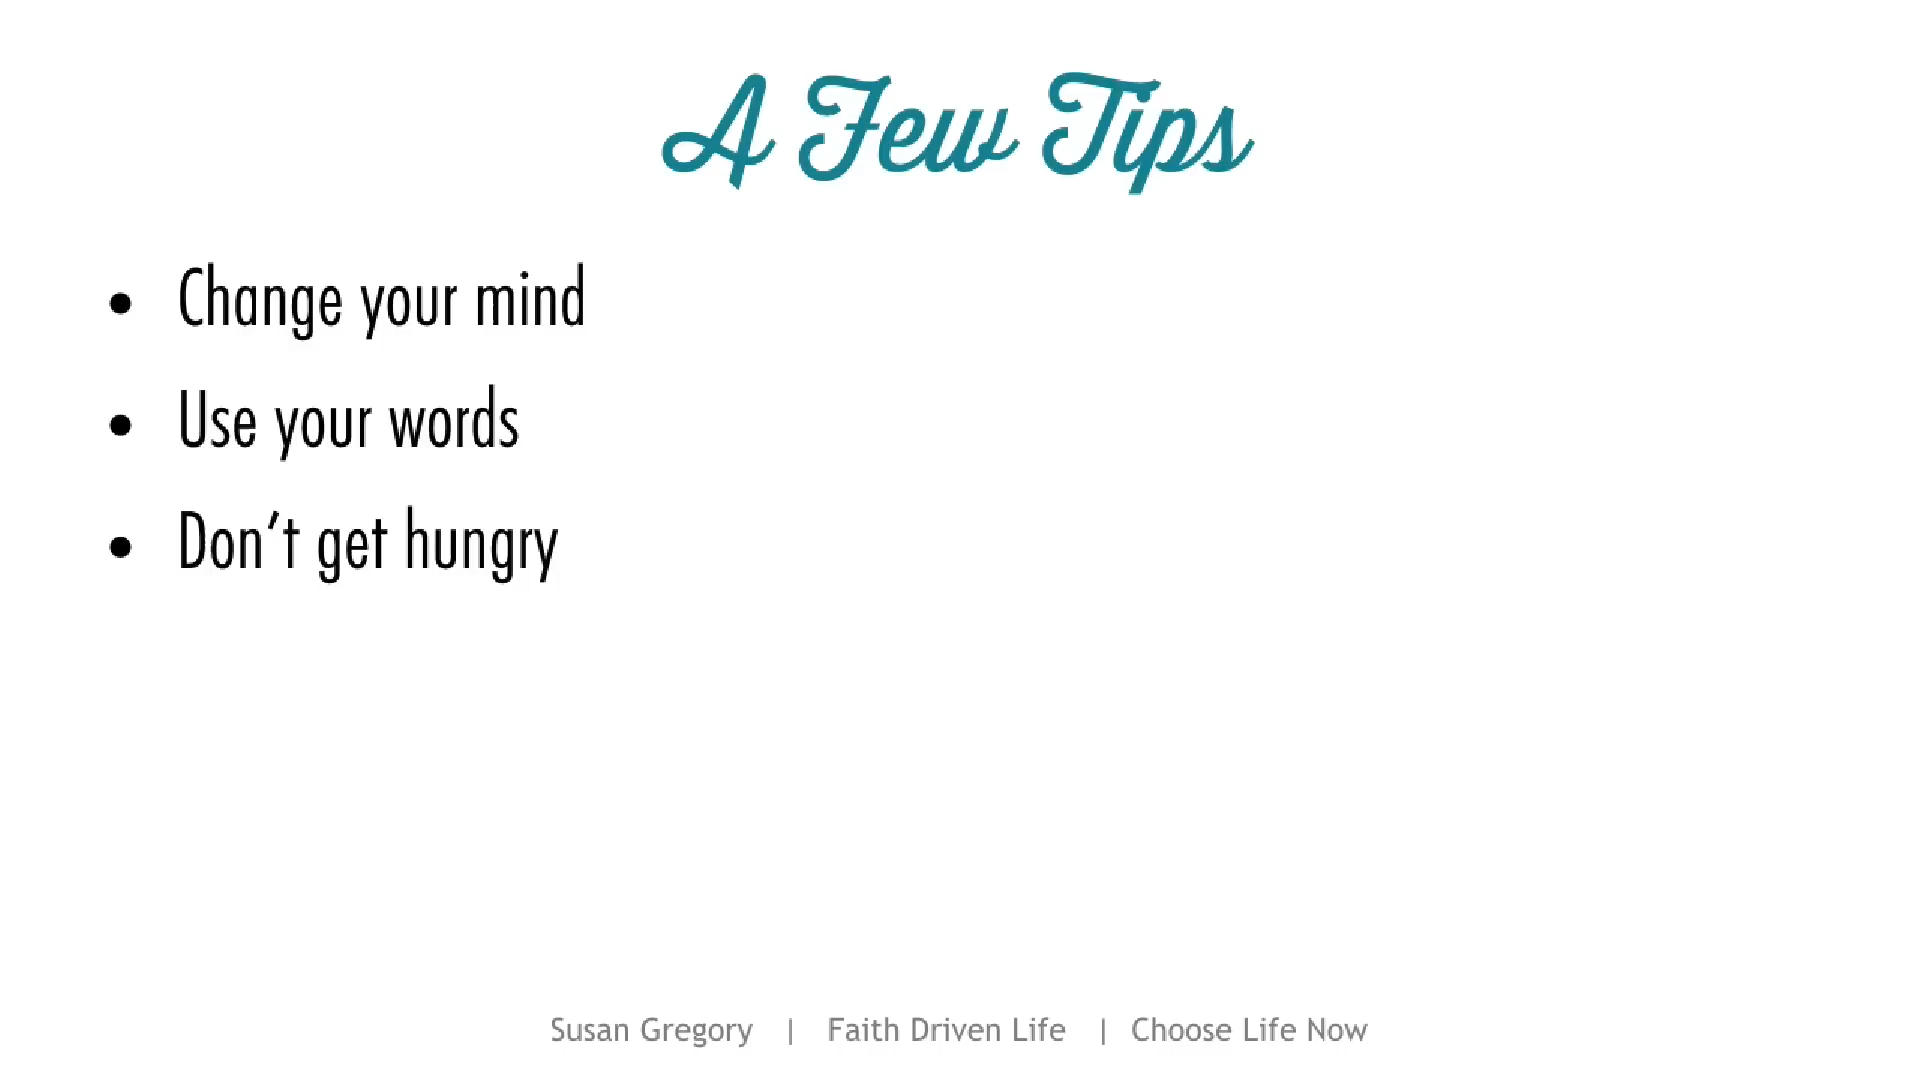 A Few Tips
• Change your mind
• Use your words
• Don’t get hungry
Susan Gregory | Faith Driven Life | Choose Life Now